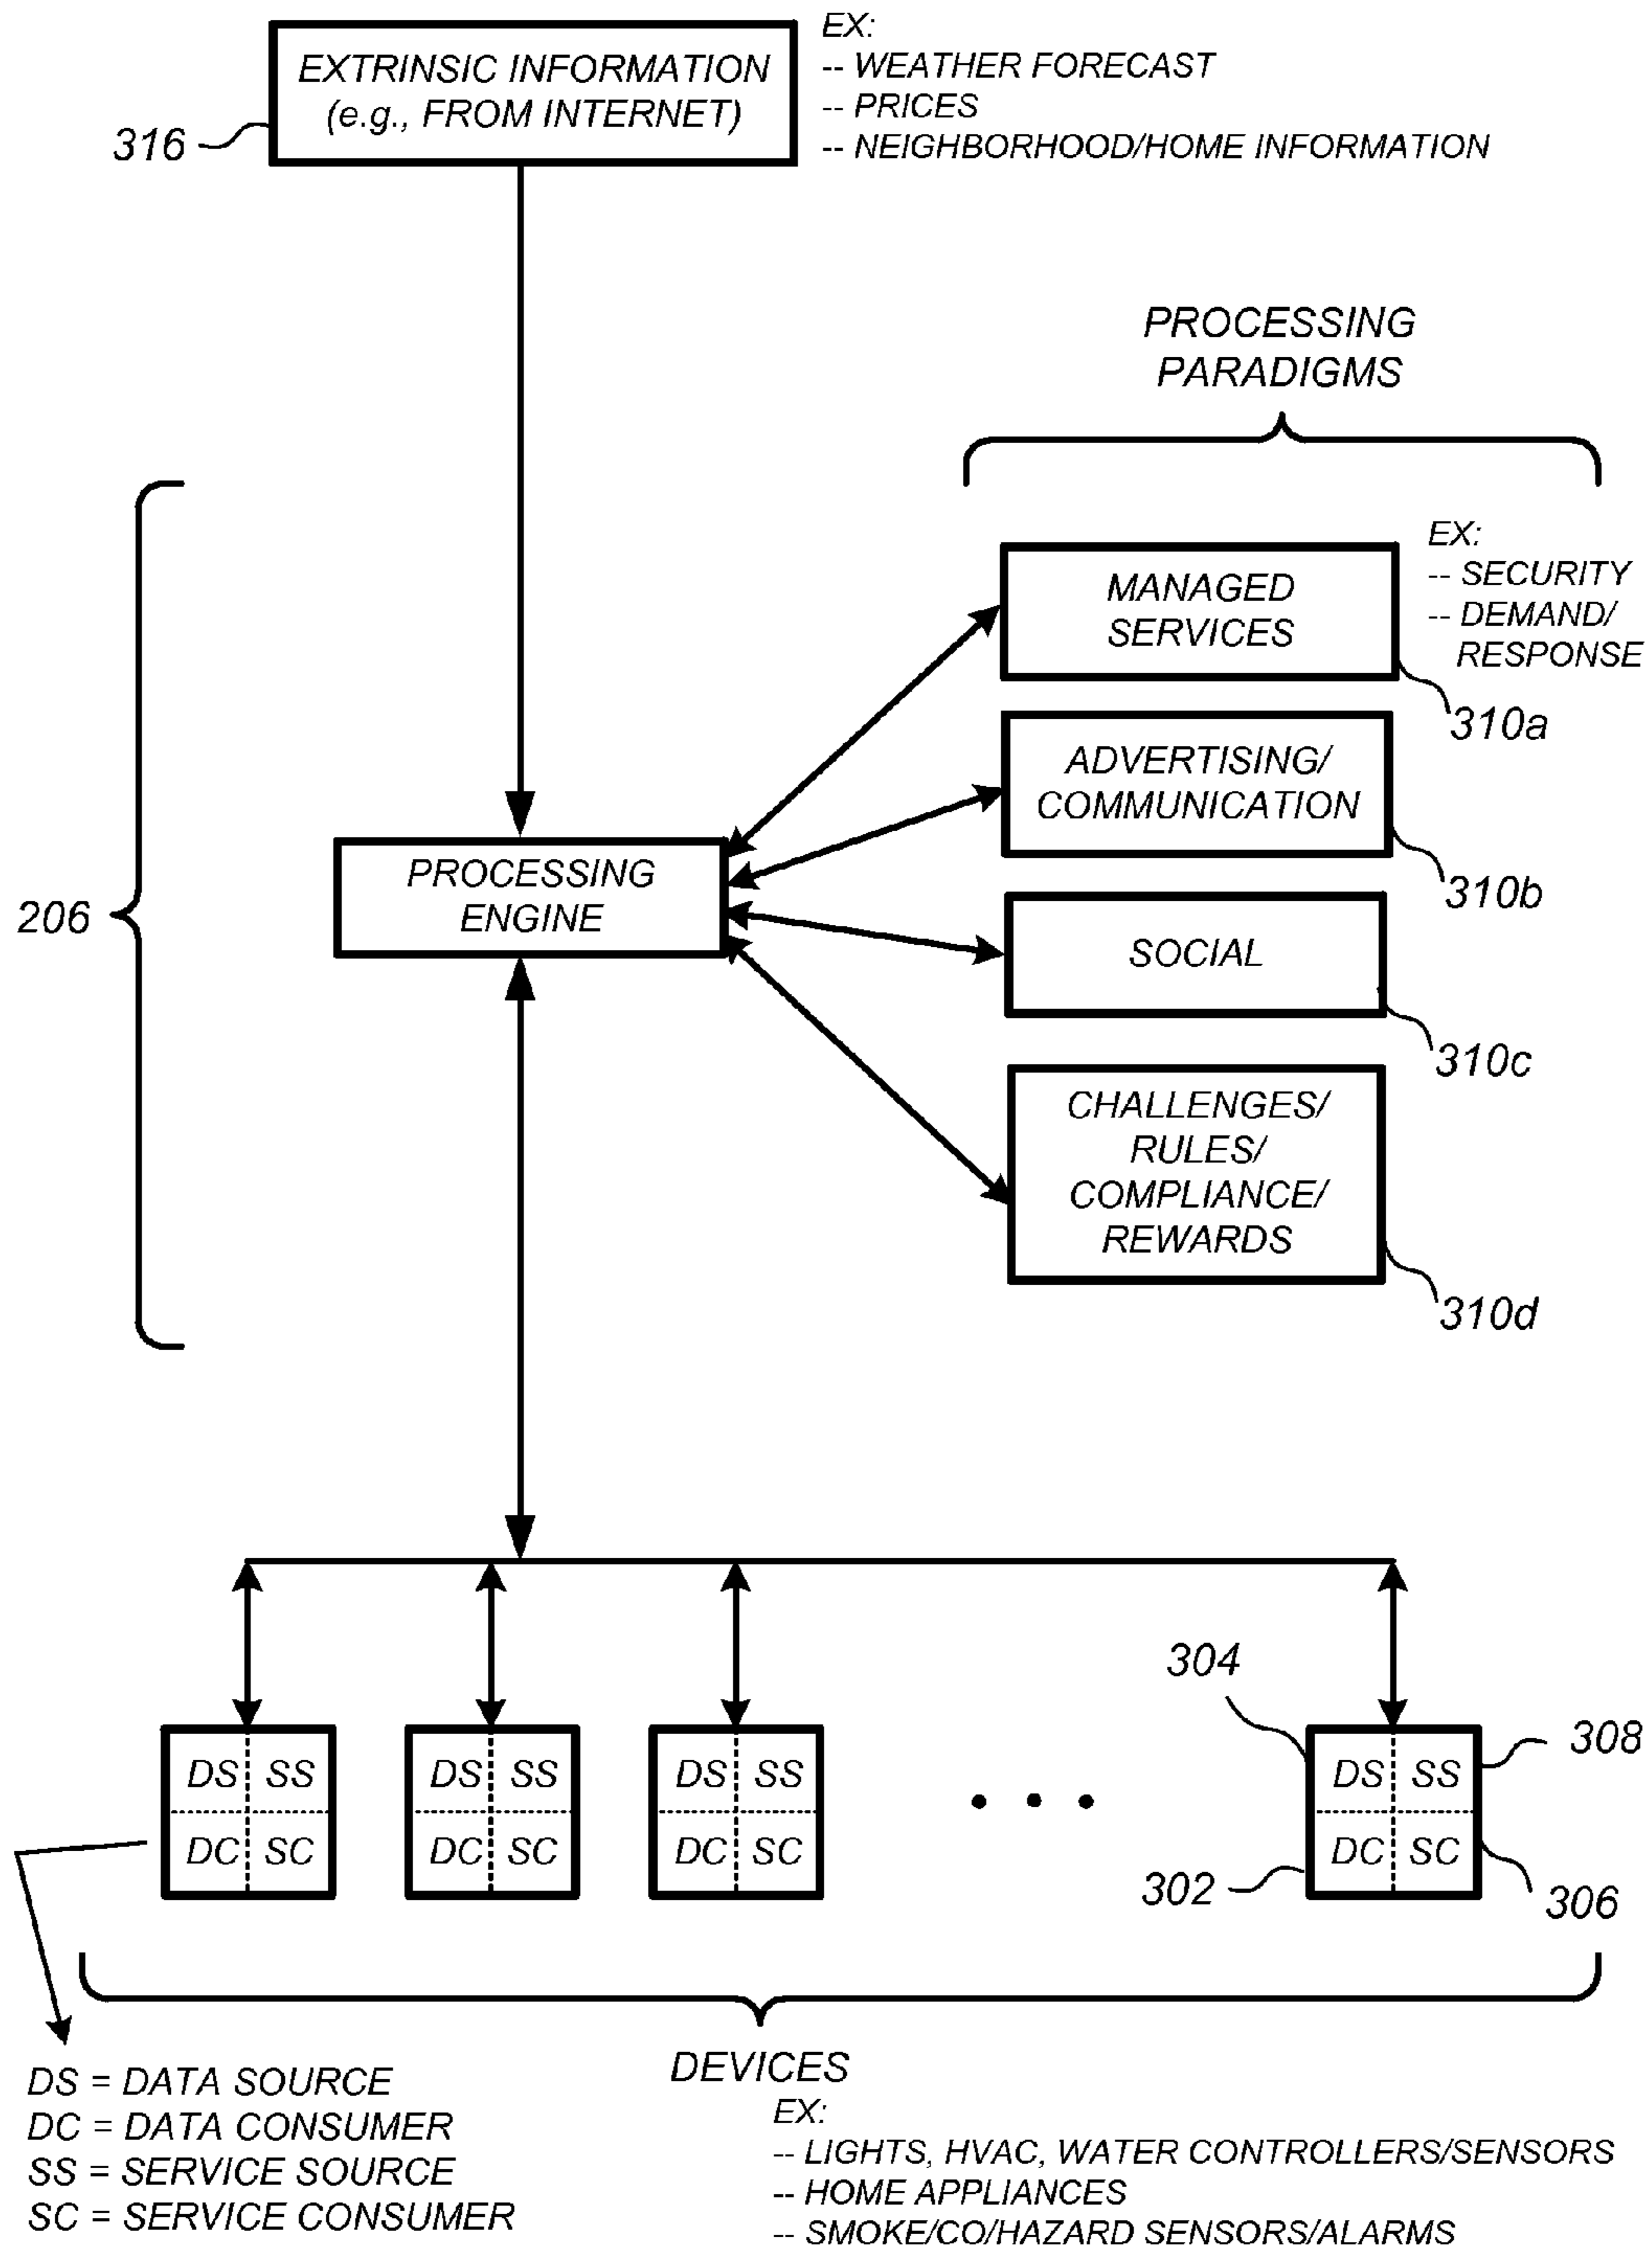 EXTRINSIC INFORMATION
(e.g., FROM INTERNET)
316
EX:
-- WEATHER FORECAST
-- PRICES
-- NEIGHBORHOOD/HOME INFORMATION
PROCESSING
PARADIGMS
206
PROCESSING
ENGINE
MANAGED
SERVICES
EX:
-- SECURITY
-- DEMAND/
RESPONSE
310a
ADVERTISING/
COMMUNICATION
310b
SOCIAL
310c
CHALLENGES/
RULES/
COMPLIANCE/
REWARDS
310d
304
308
DS SS
DC SC
DS SS
DC SC
DS SS
DC SC
DS SS
DC SC
302
306
DS = DATA SOURCE
DC = DATA CONSUMER
SS = SERVICE SOURCE
SC = SERVICE CONSUMER
DEVICES
EX:
-- LIGHTS, HVAC, WATER CONTROLLERS/SENSORS
-- HOME APPLIANCES
-- SMOKE/CO/HAZARD SENSORS/ALARMS